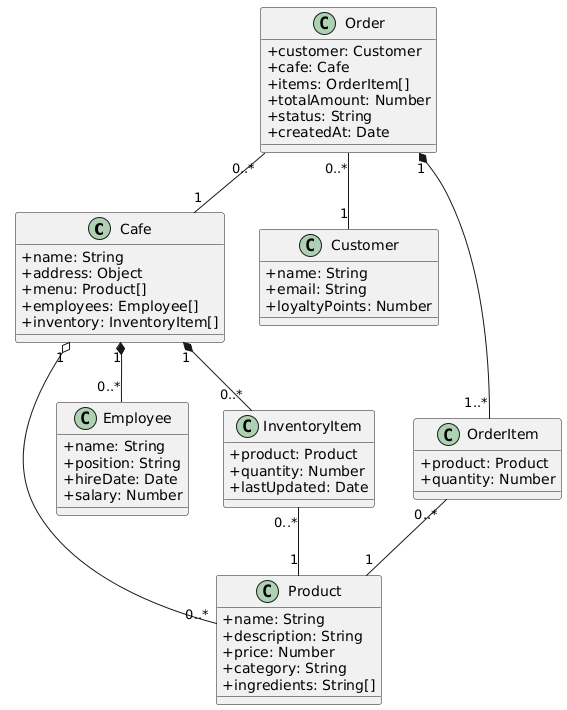 C Order
+customer: Customer
+cafe: Cafe
+items: OrderItem[]
+totalAmount: Number
+status: String
+createdAt: Date
0..*
0..*
1
1
1
C Cafe
+name: String
+address: Object
+menu: Product[]
+employees: Employee[]
+inventory: InventoryItem[]
C Customer
+name: String
+email: String
+loyaltyPoints: Number
1
1
1
0..*
0..*
1..*
C Employee
+name: String
+position: String
+hireDate: Date
+salary: Number
C InventoryItem
+product: Product
+quantity: Number
+lastUpdated: Date
C OrderItem
+product: Product
+quantity: Number
0..*
0..*
1
1
0..*
C Product
+name: String
+description: String
+price: Number
+category: String
+ingredients: String[]